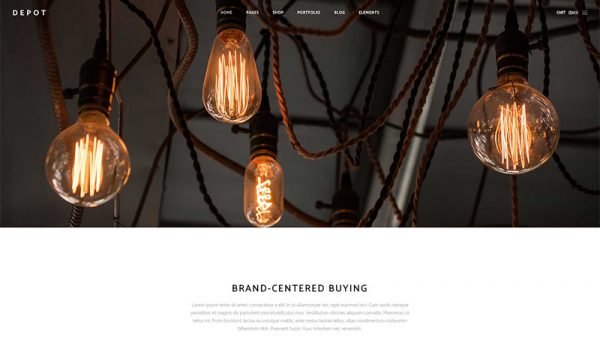 DEPOT
HOME PAGES SHOP PORTFOLIO BLOG ELEMENTS
CART ($60)
BRAND-CENTERED BUYING
Lorem ipsum dolor sit amet, consectetur a elit. In ullamcorper leo, eget euismod orci. Cum sociis natoque
penatibus et magnis dis parturient nascetur ridiculus mus. Vestibulum ultricies aliquam convallis. Maecenas ut
tellus mi. Proin tincidunt, lectus eu volutpat mattis, ante metus lacinia tellus, vitae condimentum nulla enim
bibendum nibh. Praesent turpis risus, interdum nec venenatis